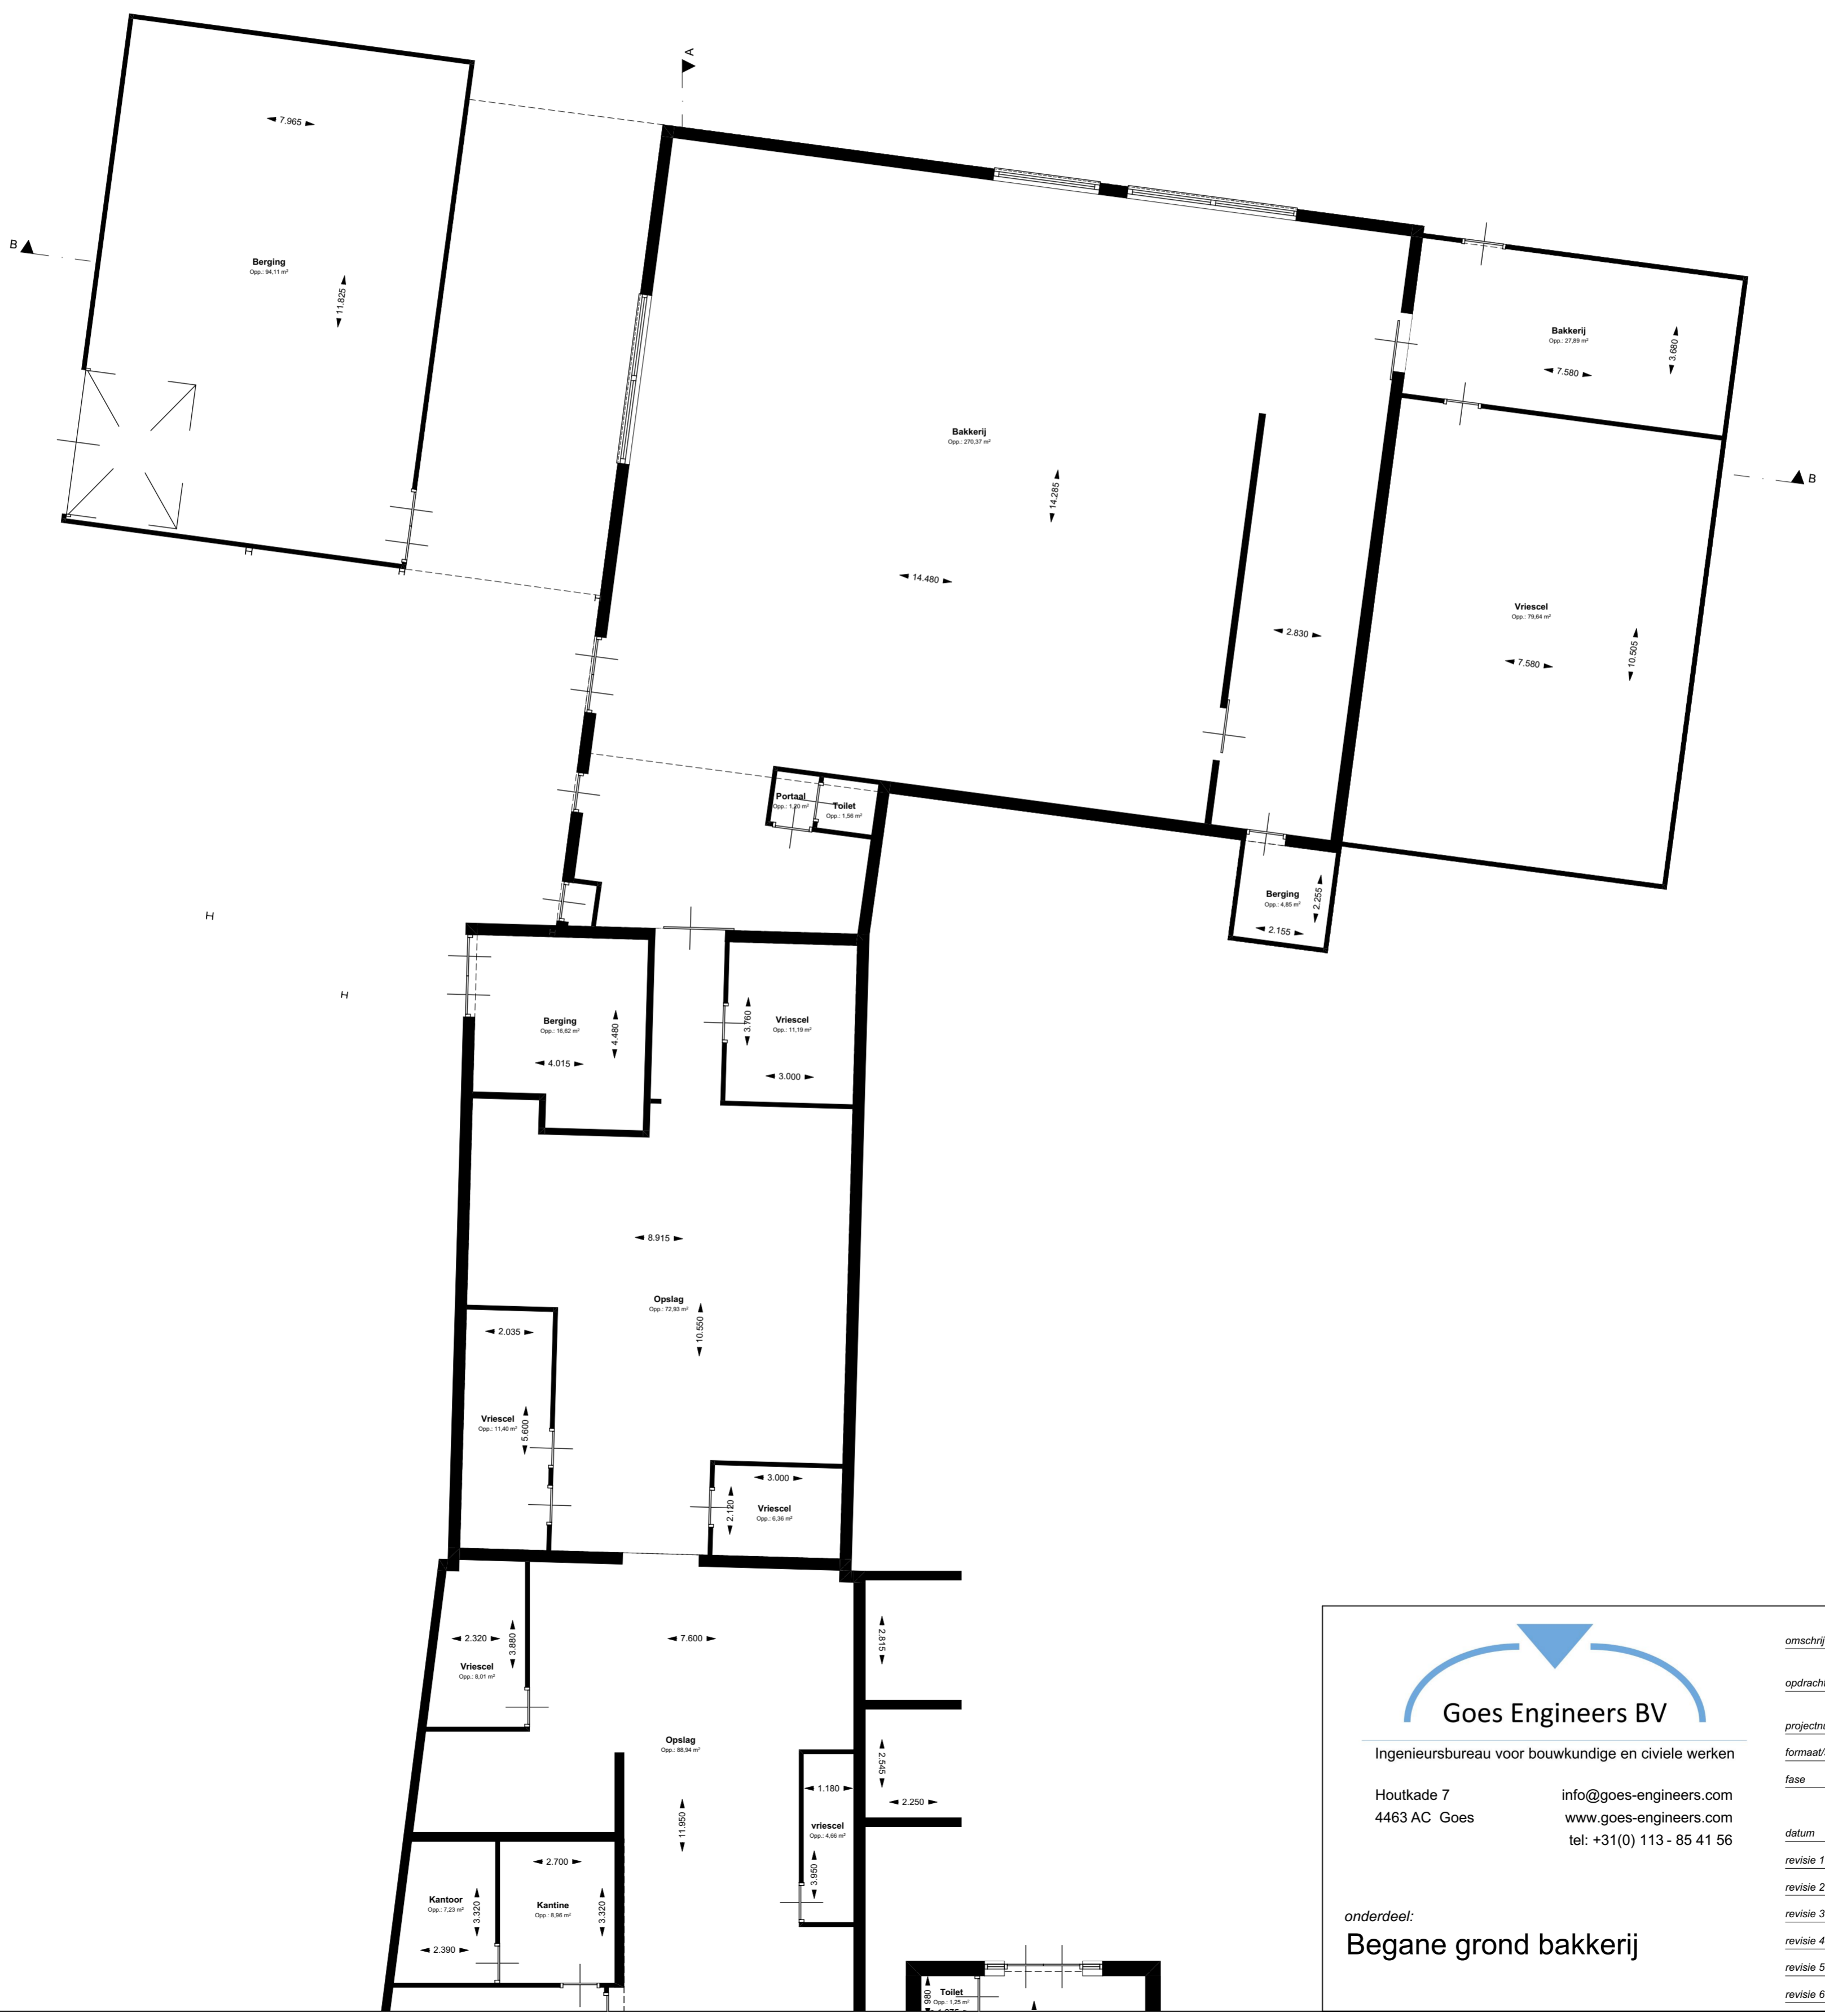 A
7.965
B
Berging
Opp.: 94,11 m²
11.825
Bakkerij
Opp.: 27,89 m²
3.680
7.580
Bakkerij
Opp.: 270,37 m²
14.285
14.480
B
Vriescel
Opp.: 79,64 m²
2.830
10.505
7.580
Portaal
Opp.: 1,20 m²
Toilet
Opp.: 1,56 m²
Berging
Opp.: 4,85 m²
2.255
2.155
Berging
Opp.: 16,62 m²
4.480
4.015
3.760
Vriescel
Opp.: 11,19 m²
3.000
8.915
Opslag
Opp.: 72,93 m²
10.550
2.035
Vriescel
Opp.: 11,40 m²
5.600
3.000
2.120
Vriescel
Opp.: 6,36 m²
2.320
3.880
Vriescel
Opp.: 8,01 m²
7.600
2.815
Opslag
Opp.: 88,94 m²
11.950
2.545
2.250
1.180
vriescel
Opp.: 4,66 m²
3.950
2.700
Kantoor
Opp.: 7,23 m²
3.320
2.390
Kantine
Opp.: 8,96 m²
3.320
980
Toilet
Opp.: 1,25 m²
Goes Engineers BV
Ingenieursbureau voor bouwkundige en civiele werken
Houtkade 7
4463 AC Goes
info@goes-engineers.com
www.goes-engineers.com
tel: +31(0) 113 - 85 41 56
onderdeel:
Begane grond bakkerij
omschrij
opdracht
projectnu
formaat/
fase
datum
revisie 1
revisie 2
revisie 3
revisie 4
revisie 5
revisie 6